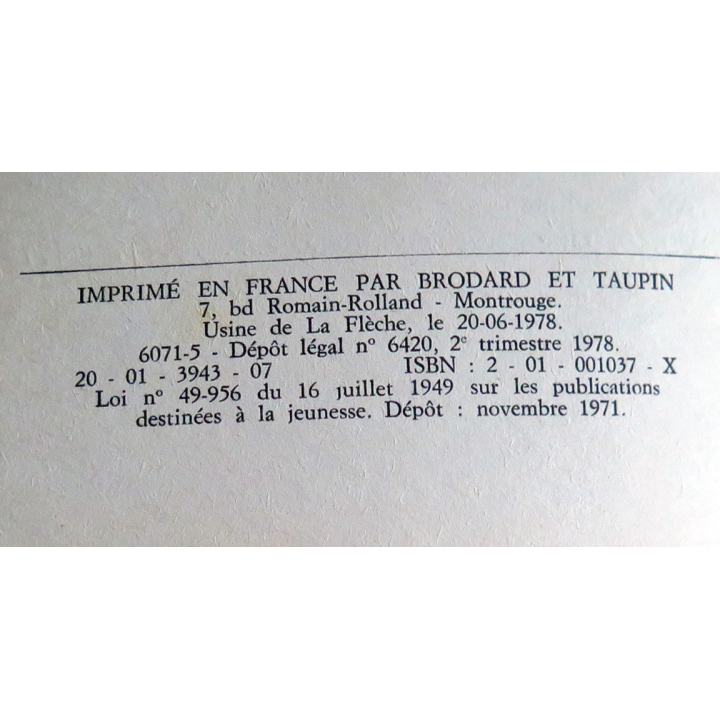 IMPRIMÉ EN FRANCE PAR BRODARD ET TAUPIN
7, bd Romain-Rolland - Montrouge.
Usine de La Flèche, le 20-06-1978.
6071-5 - Dépôt légal nº 6420, 2e trimestre 1978.
20 - 01 - 3943 - 07 ISBN : 2 - 01 - 001037 - X
Loi nº 49-956 du 16 juillet 1949 sur les publications
destinées à la jeunesse. Dépôt : novembre 1971.